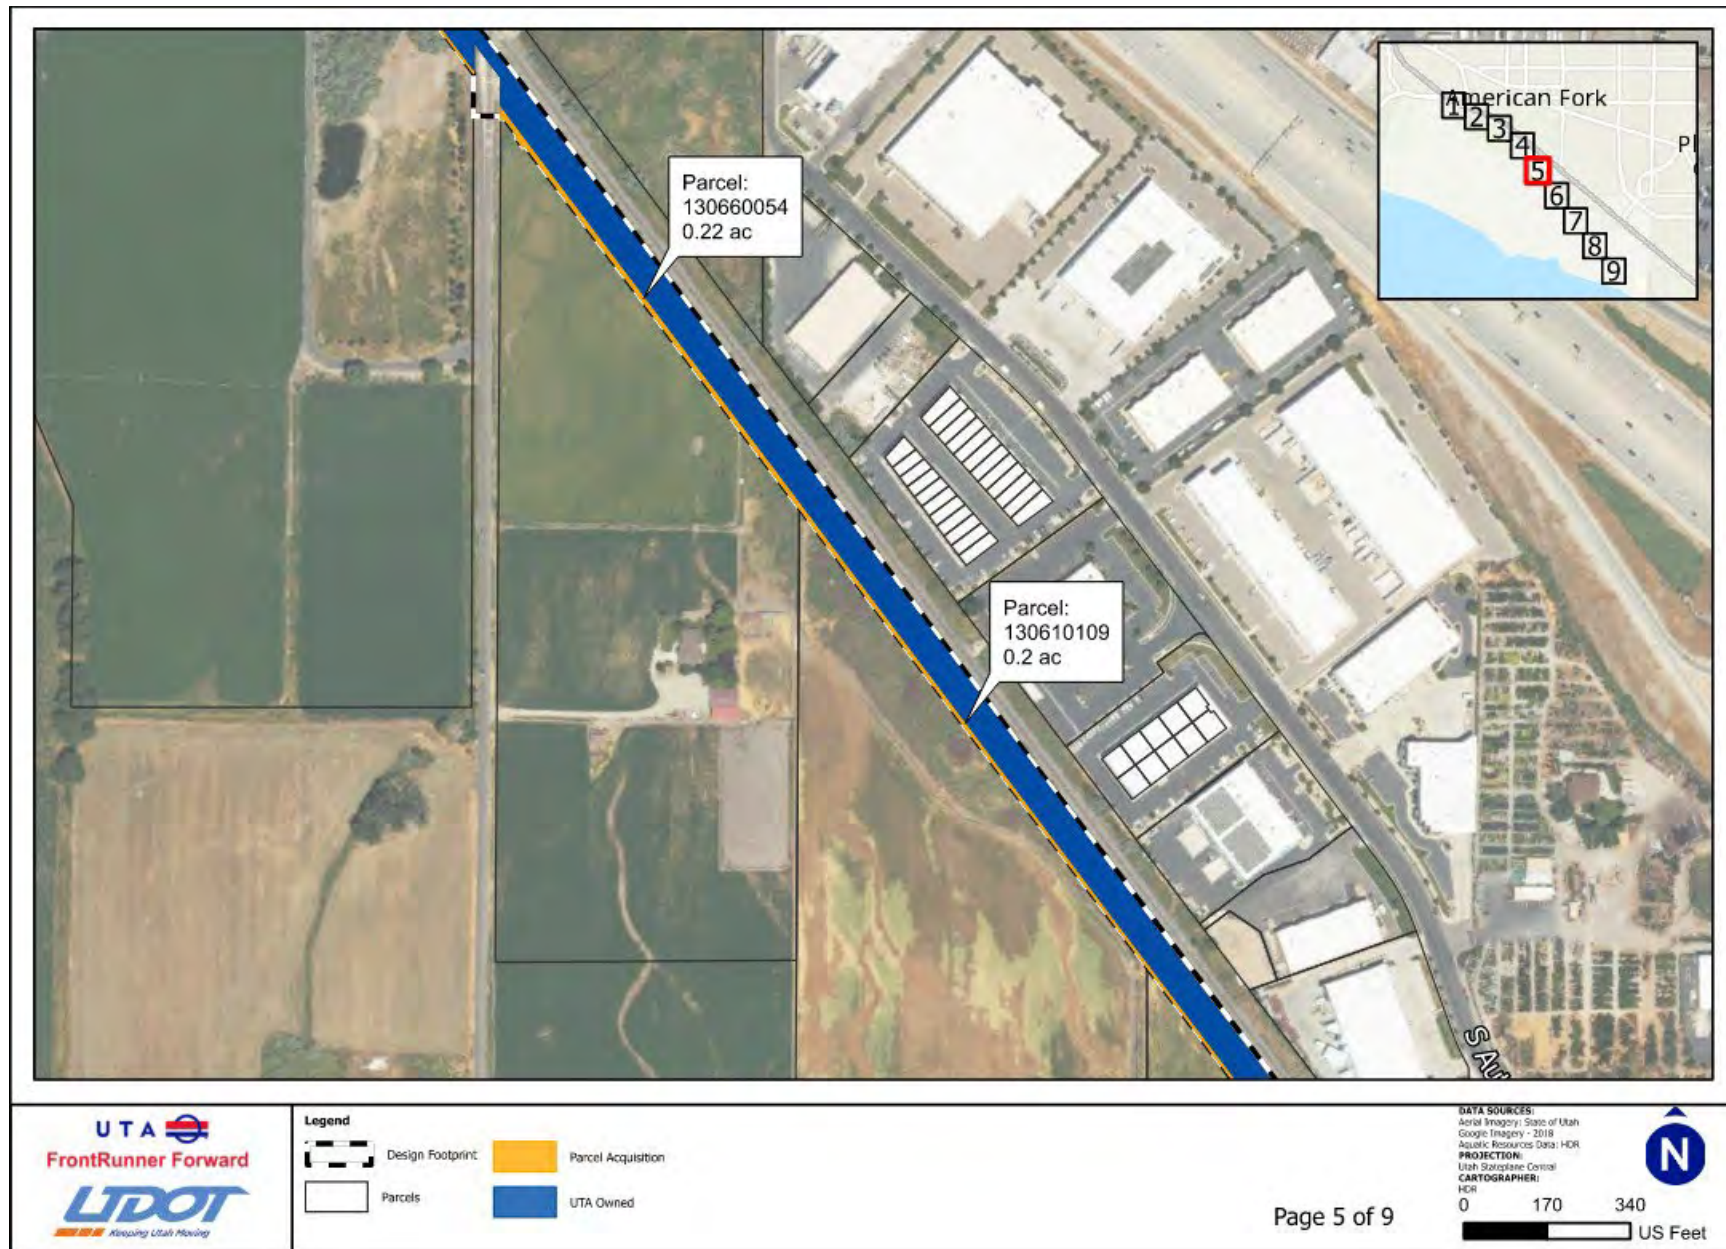 American Fork
Pl
1
2
3
4
5
6
7
8
9
Parcel:
130660054
0.22 ac
Parcel:
130610109
0.2 ac
S Aut
UTA
FrontRunner Forward
UDOT
Keeping Utah Moving
Legend
Design Footprint
Parcel Acquisition
Parcels
UTA Owned
Page 5 of 9
DATA SOURCES:
Aerial Imagery: State of Utah
Google Imagery - 2018
Aquatic Resources Data: HDR
PROJECTION:
Utah Stateplane Central
CARTOGRAPHER:
HDR
N
0 170 340
US Feet